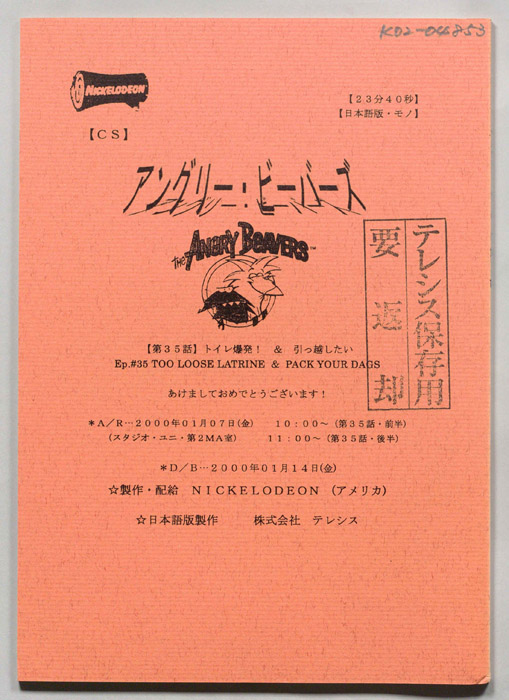 K02-04853
NICKELODEON
【23分40秒】
【日本語版・モノ】
【CS】
アングリー・ビーバーズ
THE ANGRY BEAVERS™
テレシス保存用
要返却
【第35話】トイレ爆発! & 引っ越したい
Ep.#35 TOO LOOSE LATRINE & PACK YOUR DAGS
あけましておめでとうございます!
*A/R…2000年01月07日(金) 10:00~(第35話・前半)
(スタジオ・ユニ・第2MA室) 11:00~(第35話・後半)
*D/B…2000年01月14日(金)
☆製作・配給 NICKELODEON (アメリカ)
☆日本語版製作 株式会社 テレシス